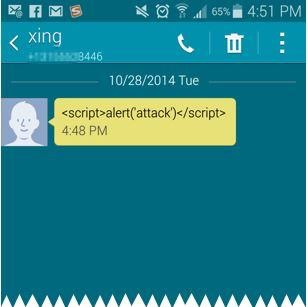 65% 4:51 PM
xing
8446
10/28/2014 Tue
<script>alert('attack')</script>
4:48 PM